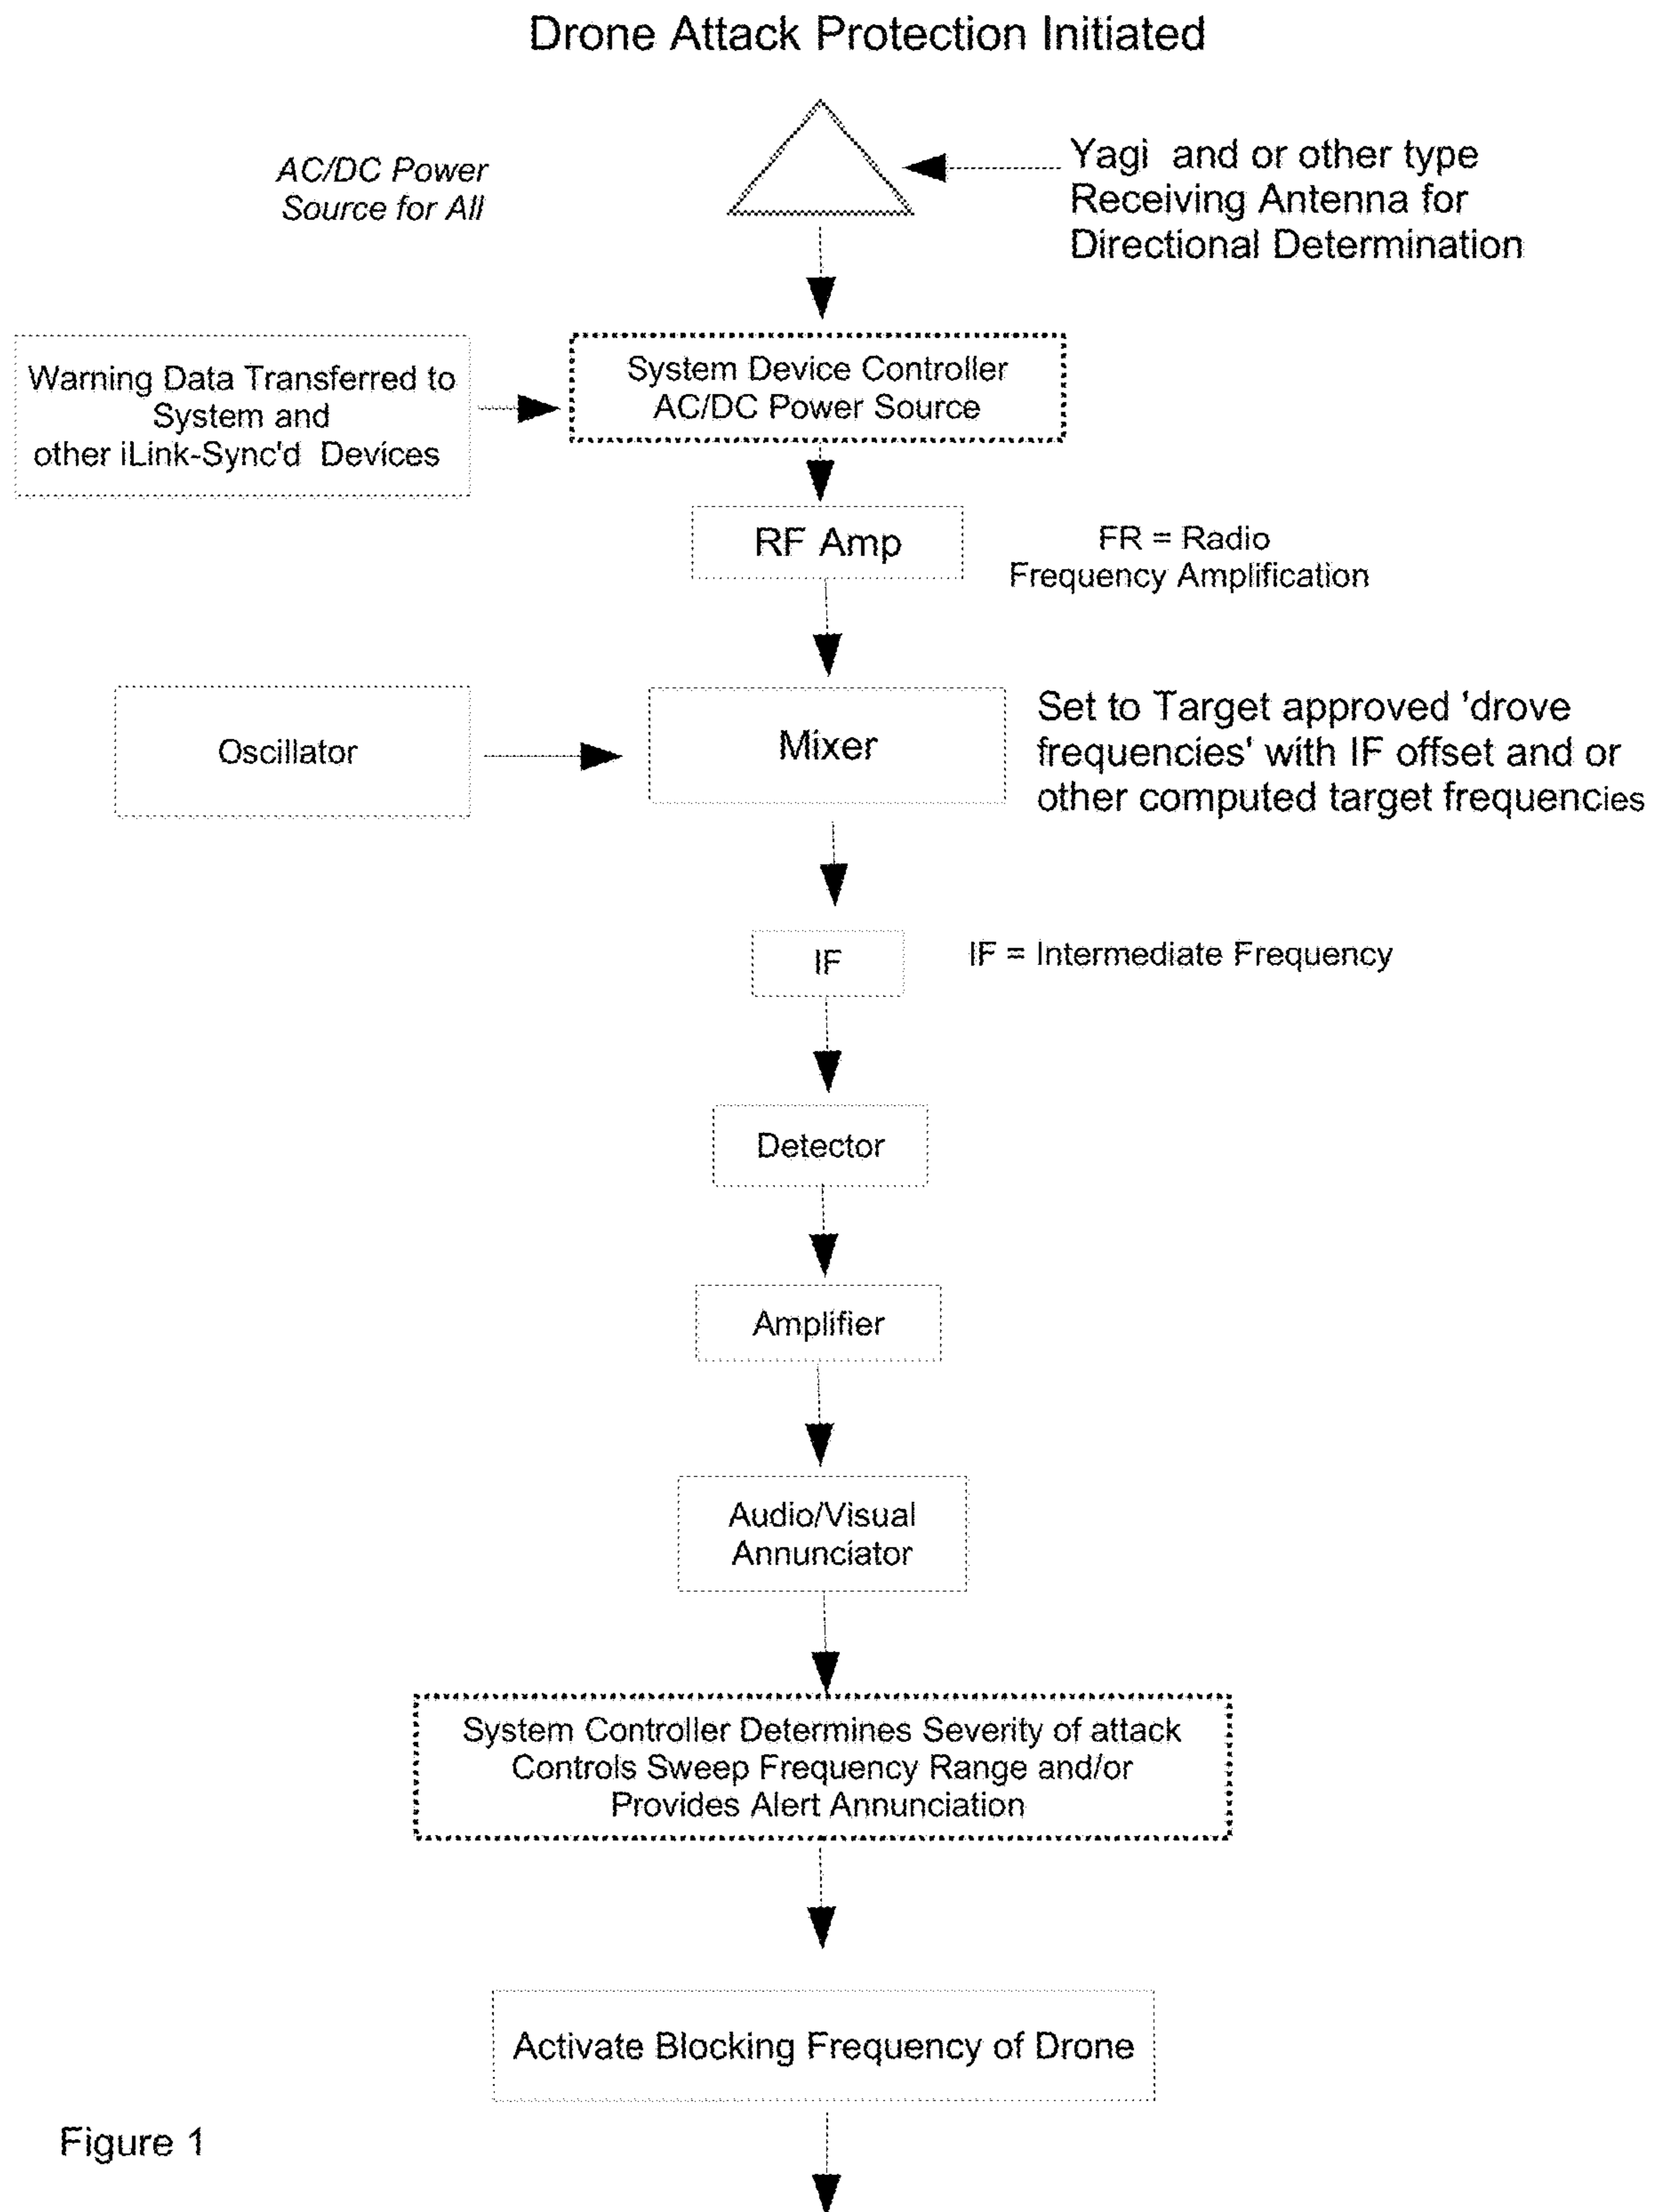 Drone Attack Protection Initiated
AC/DC Power
Source for All
Yagi and or other type
Receiving Antenna for
Directional Determination
Warning Data Transferred to
System and
other iLink-Sync'd Devices
System Device Controller
AC/DC Power Source
RF Amp
FR = Radio
Frequency Amplification
Oscillator
Mixer
Set to Target approved 'drove
frequencies' with IF offset and or
other computed target frequencies
IF
IF = Intermediate Frequency
Detector
Amplifier
Audio/Visual
Annunciator
System Controller Determines Severity of attack
Controls Sweep Frequency Range and/or
Provides Alert Annunciation
Activate Blocking Frequency of Drone
Figure 1